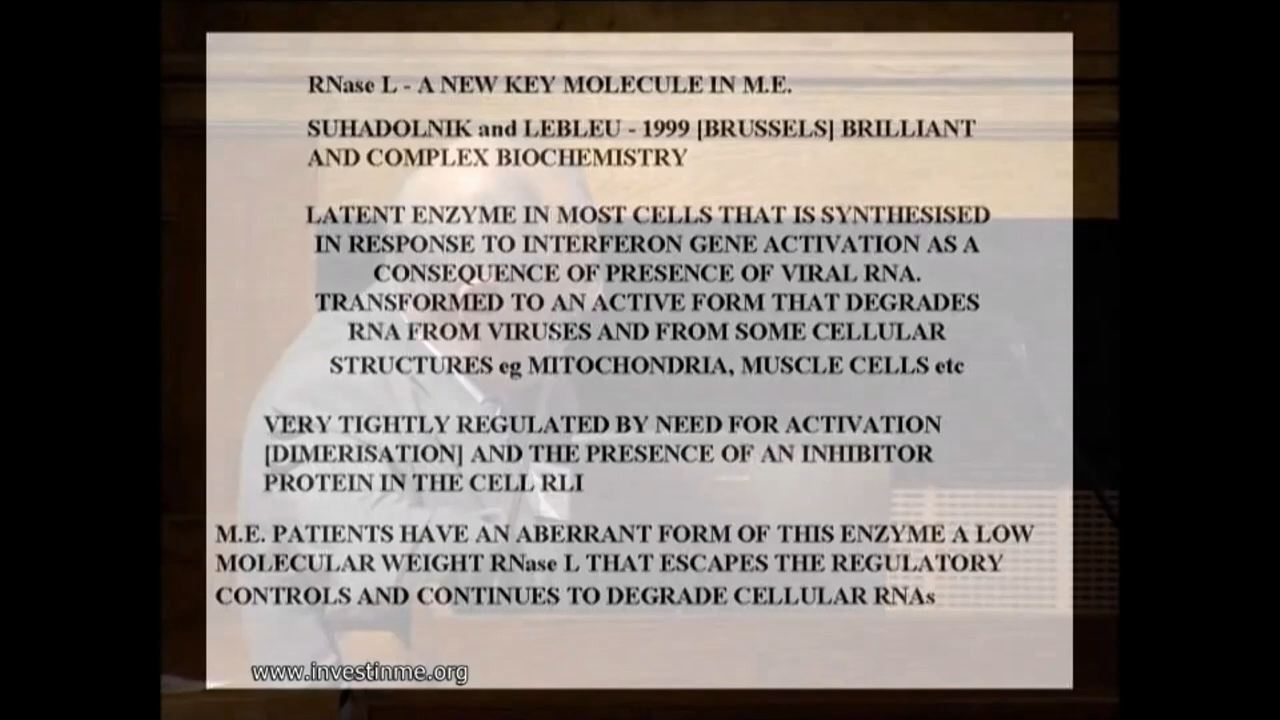 RNase L - A NEW KEY MOLECULE IN M.E.
SUHADOLNIK and LEBLEU - 1999 [BRUSSELS] BRILLIANT
AND COMPLEX BIOCHEMISTRY
LATENT ENZYME IN MOST CELLS THAT IS SYNTHESISED
IN RESPONSE TO INTERFERON GENE ACTIVATION AS A
CONSEQUENCE OF PRESENCE OF VIRAL RNA.
TRANSFORMED TO AN ACTIVE FORM THAT DEGRADES
RNA FROM VIRUSES AND FROM SOME CELLULAR
STRUCTURES eg MITOCHONDRIA, MUSCLE CELLS etc
VERY TIGHTLY REGULATED BY NEED FOR ACTIVATION
[DIMERISATION] AND THE PRESENCE OF AN INHIBITOR
PROTEIN IN THE CELL RLI
M.E. PATIENTS HAVE AN ABERRANT FORM OF THIS ENZYME A LOW
MOLECULAR WEIGHT RNase L THAT ESCAPES THE REGULATORY
CONTROLS AND CONTINUES TO DEGRADE CELLULAR RNAs
www.investinme.org